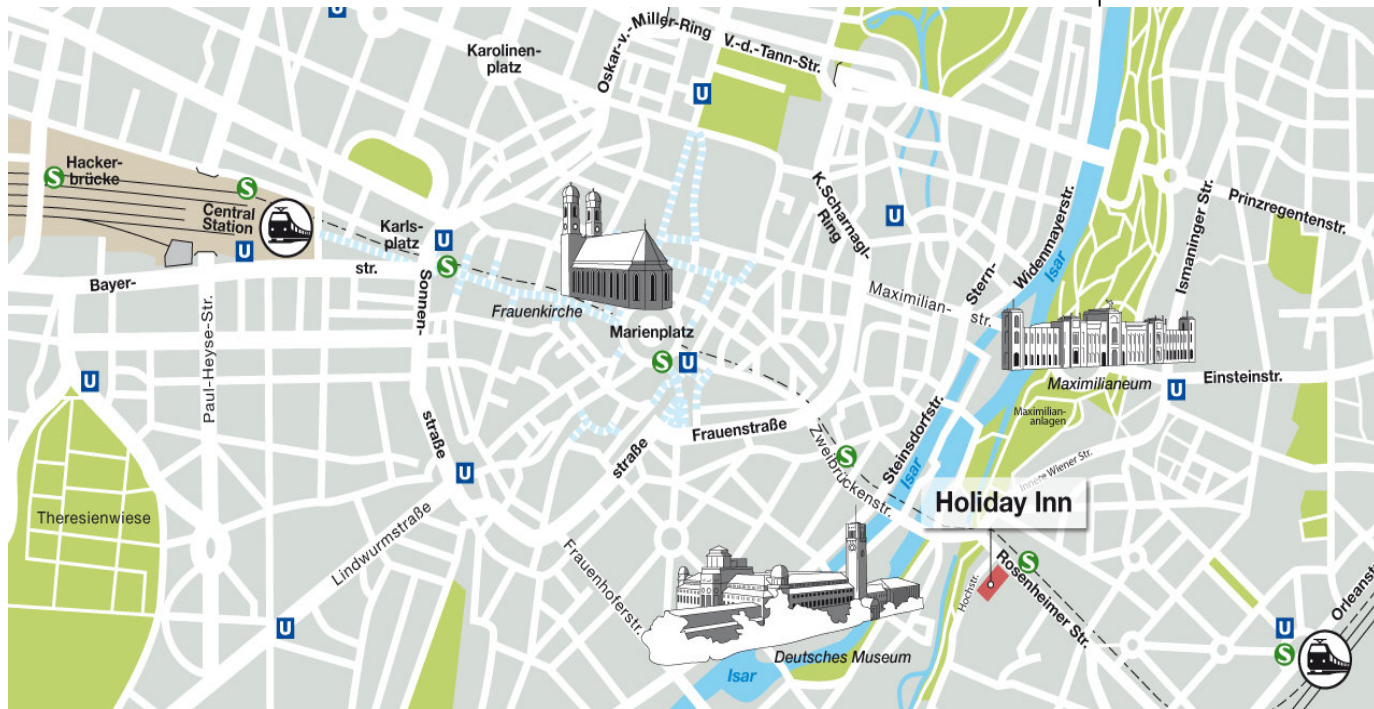 U
Karolinen-
platz
Oskar-v.-Miller-Ring
V.-d.-Tann-Str.
U
Hacker-
brücke
S
S
Central
Station
U
Karls-
platz
U
S
Bayer-
str.
Sonnen-
straße
Paul-Heyse-Str.
Frauenkirche
Marienplatz
S
U
K.Scharnagl-
Ring
U
Maximilian-
str.
Stern-
Widenmayerstr.
Isar
Ismaninger Str.
Prinzregentenstr.
Maximilianeum
U
Einsteinstr.
Maximilian-
anlagen
Innere Wiener Str.
U
Theresienwiese
U
Lindwurmstraße
U
Frauenstraße
straße
Fraunhoferstr.
Zweibrückenstr.
S
Steinsdorfstr.
Isar
Holiday Inn
Hochstr.
S
Rosenheimer Str.
Deutsches Museum
Isar
U
S
Orleanstr